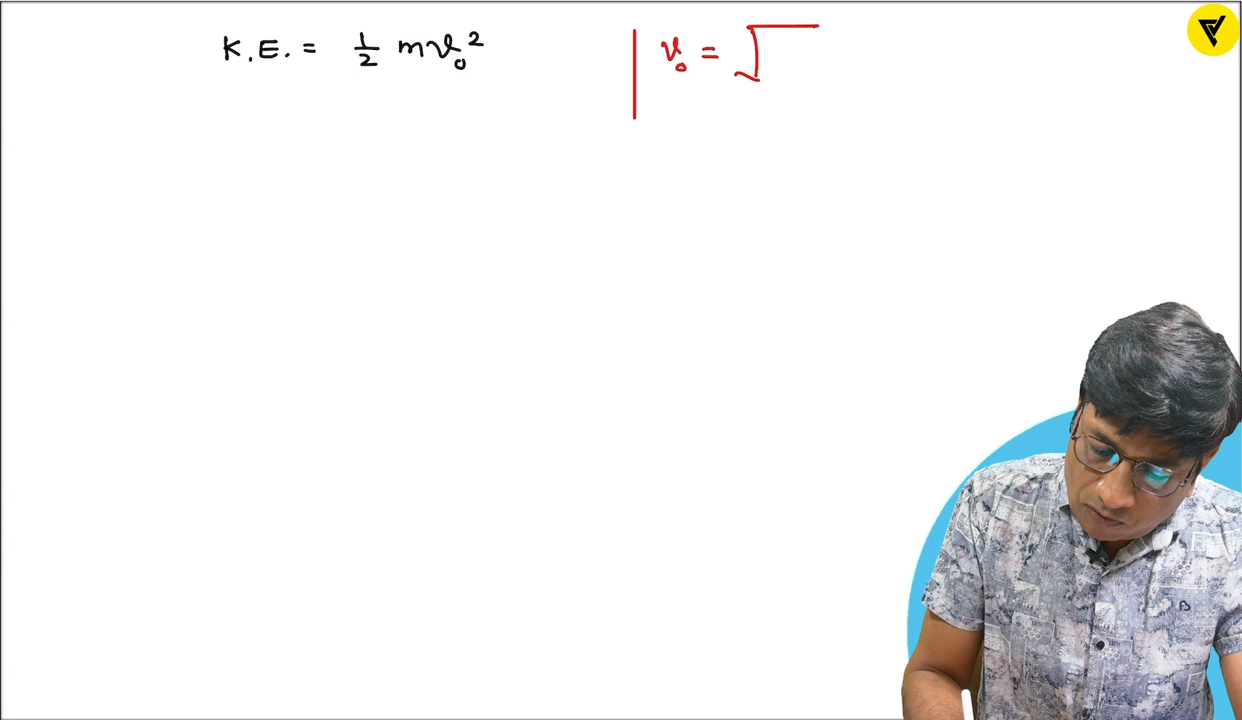 K.E. = 1/2 mv₀²
v₀ = √